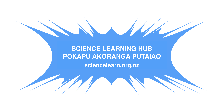 SCIENCE LEARNING HUB
POKAPŪ AKORANGA PŪTAIAO
sciencelearn.org.nz